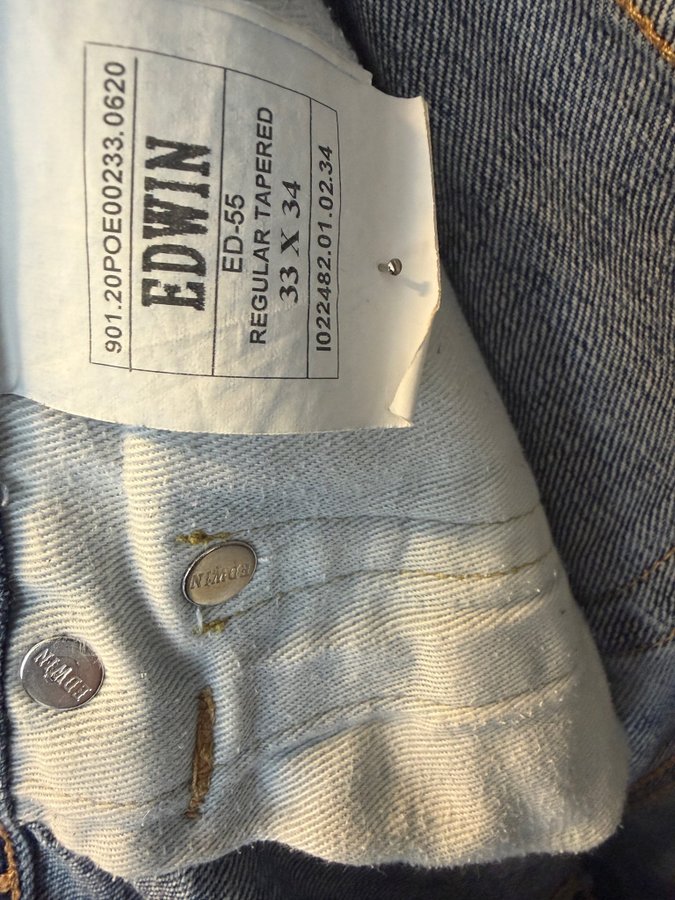 901.20POE00233.0620
EDWIN
ED-55
REGULAR TAPERED
33 X 34
I022482.01.02.34
EDWIN
EDWIN